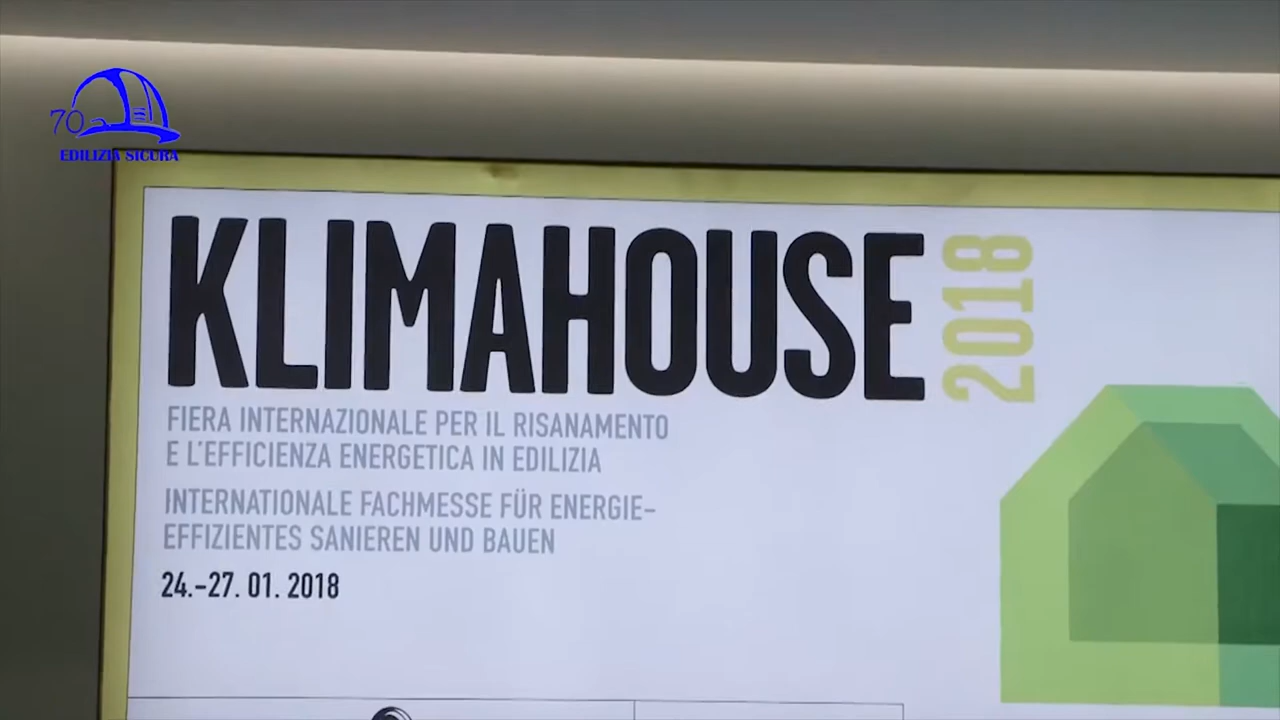 70
EDILIZIA SICURA
KLIMAHOUSE 2018
FIERA INTERNAZIONALE PER IL RISANAMENTO
E L'EFFICIENZA ENERGETICA IN EDILIZIA
INTERNATIONALE FACHMESSE FÜR ENERGIE-
EFFIZIENTES SANIEREN UND BAUEN
24.-27. 01. 2018